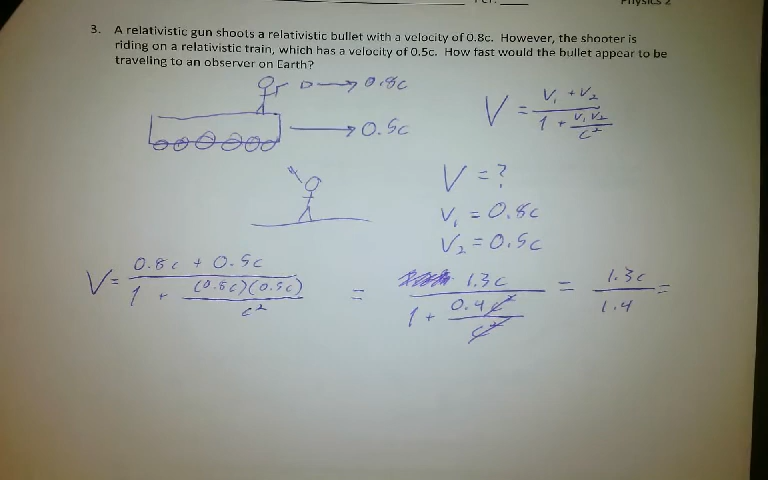 Physics 2
3. A relativistic gun shoots a relativistic bullet with a velocity of 0.8c. However, the shooter is
riding on a relativistic train, which has a velocity of 0.5c. How fast would the bullet appear to be
traveling to an observer on Earth?
→ 0.8c
→ 0.5c
V = (V₁ + V₂) / (1 + V₁V₂/c²)
V = ?
V₁ = 0.8c
V₂ = 0.5c
V = (0.8c + 0.5c) / (1 + (0.8c)(0.5c)/c²) = 1.3c / (1 + 0.4c²/c²) = 1.3c / 1.4 =